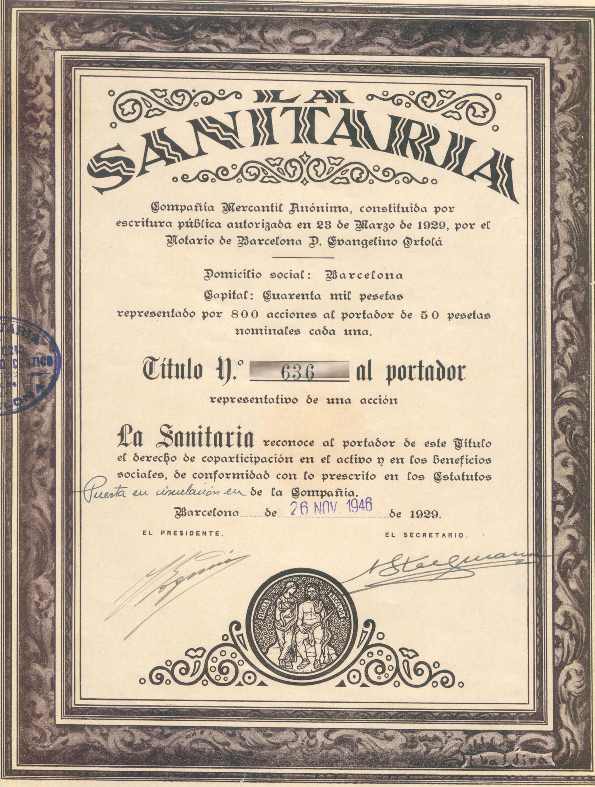 LA
SANITARIA
Compañía Mercantil Anónima, constituída por
escritura pública autorizada en 23 de Marzo de 1929, por el
Notario de Barcelona D. Evangelino Ortolá
Domicilio social: Barcelona
Capital: Cuarenta mil pesetas
representado por 800 acciones al portador de 50 pesetas
nominales cada una.
Título N.º 636 al portador
representativo de una acción
La Sanitaria reconoce al portador de este Título
el derecho de coparticipación en el activo y en los beneficios
sociales, de conformidad con lo prescrito en los Estatutos
Puesta en circulación en de la Compañía.
Barcelona de 26 NOV 1946 de 1929.
EL PRESIDENTE.
EL SECRETARIO.